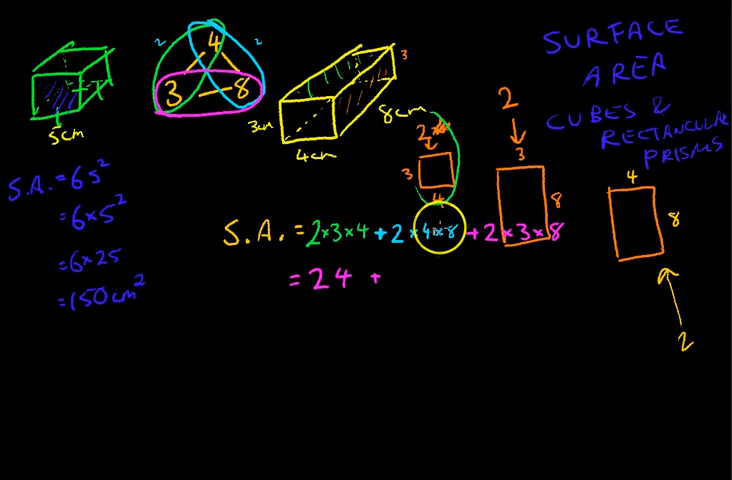 SURFACE
AREA
CUBES &
RECTANGULAR
PRISMS
5cm
S.A. = 6s²
= 6×5²
=6×25
=150cm²
2
4
2
3
8
3
3cm
4cm
8cm
2
3
4
2
3
8
4
8
2
S.A. = 2×3×4 + 2×4×8 + 2×3×8
= 24 +